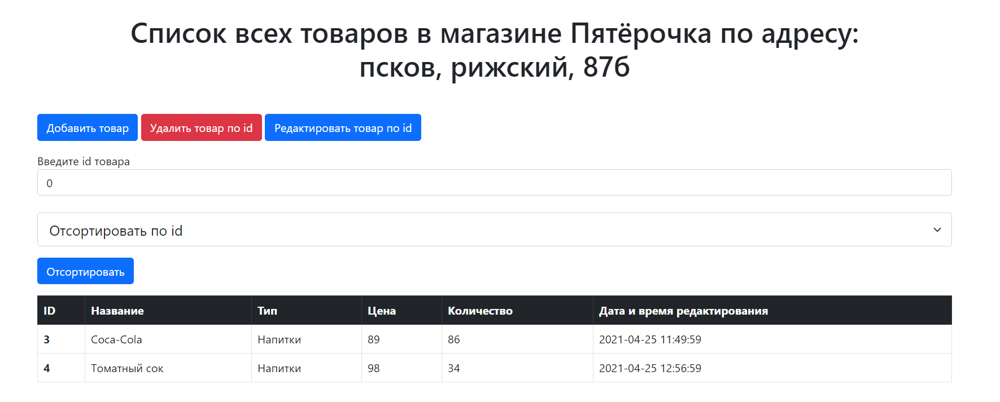 Список всех товаров в магазине Пятёрочка по адресу:
псков, рижский, 87б
Добавить товар Удалить товар по id Редактировать товар по id
Введите id товара
0
Отсортировать по id
Отсортировать
ID Название Тип Цена Количество Дата и время редактирования
3 Coca-Cola Напитки 89 86 2021-04-25 11:49:59
4 Томатный сок Напитки 98 34 2021-04-25 12:56:59